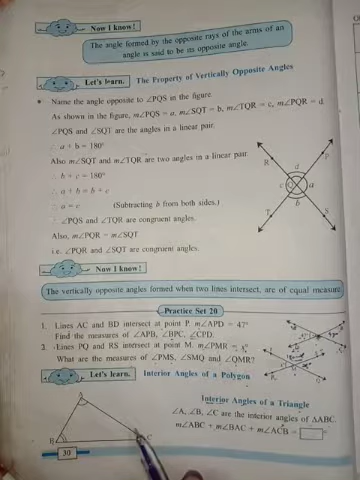 Now I know!
The angle formed by the opposite rays of the arms of an
angle is said to be its opposite angle.
Let's learn. The Property of Vertically Opposite Angles
• Name the angle opposite to ∠PQS in the figure.
As shown in the figure, m∠PQS = a, m∠SQT = b, m∠TQR = c, m∠PQR = d.
∠PQS and ∠SQT are the angles in a linear pair.
∴ a + b = 180°
Also m∠SQT and m∠TQR are two angles in a linear pair.
∴ b + c = 180°
∴ a + b = b + c
∴ a = c (Subtracting b from both sides.)
∴ ∠PQS and ∠TQR are congruent angles.
Also, m∠PQR = m∠SQT
i.e. ∠PQR and ∠SQT are congruent angles.
R
P
d
c
Q
a
b
T
S
Now I know!
The vertically opposite angles formed when two lines intersect, are of equal measure
Practice Set 20
1. Lines AC and BD intersect at point P. m∠APD = 47°
Find the measures of ∠APB, ∠BPC, ∠CPD.
2. Lines PQ and RS intersect at point M. m∠PMR = x°
What are the measures of ∠PMS, ∠SMQ and ∠QMR?
Let's learn. Interior Angles of a Polygon
Interior Angles of a Triangle
∠A, ∠B, ∠C are the interior angles of ∆ABC.
m∠ABC + m∠BAC + m∠ACB =
A
B
C
30